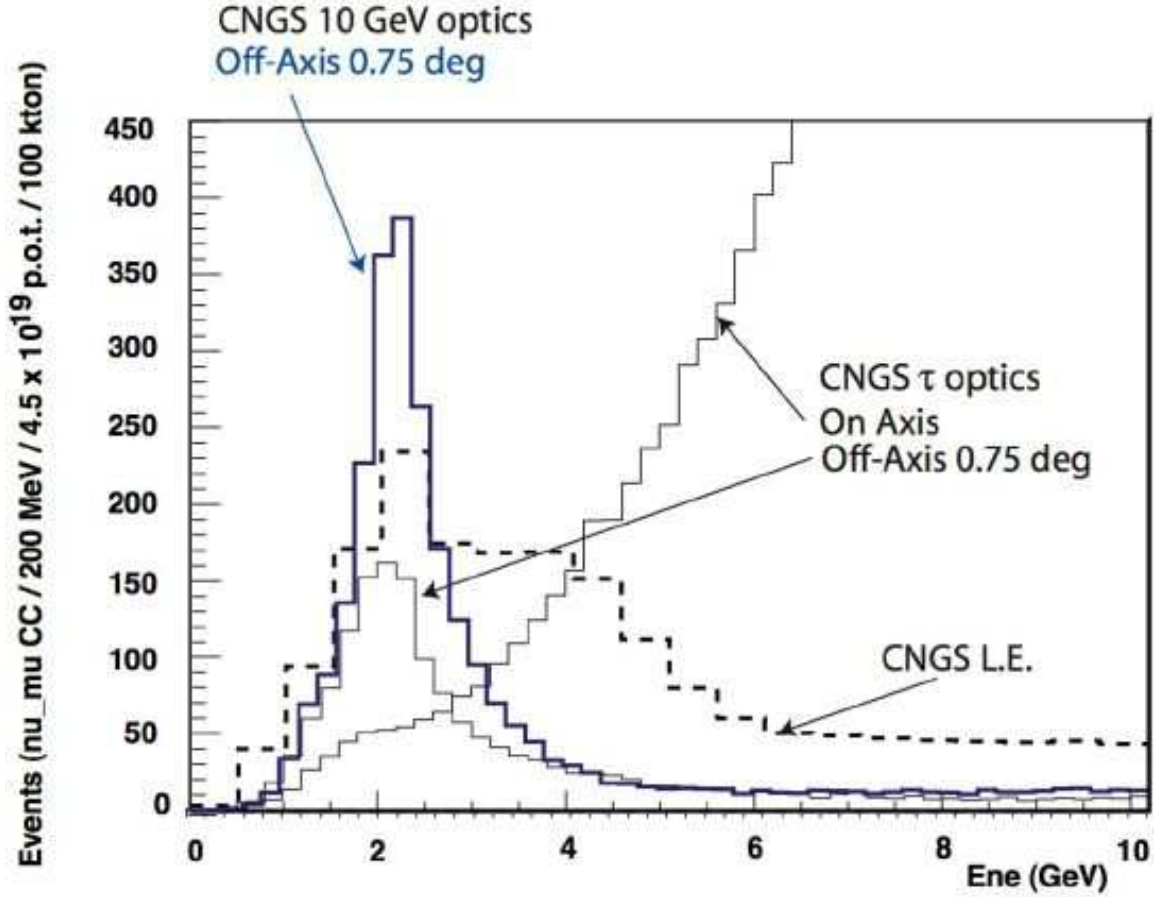 CNGS 10 GeV optics
Off-Axis 0.75 deg
Events (nu_mu CC / 200 MeV / 4.5 x 10¹⁹ p.o.t. / 100 kton)
450
400
350
300
250
200
150
100
50
0
CNGS τ optics
On Axis
Off-Axis 0.75 deg
CNGS L.E.
0 2 4 6 8 10
Ene (GeV)